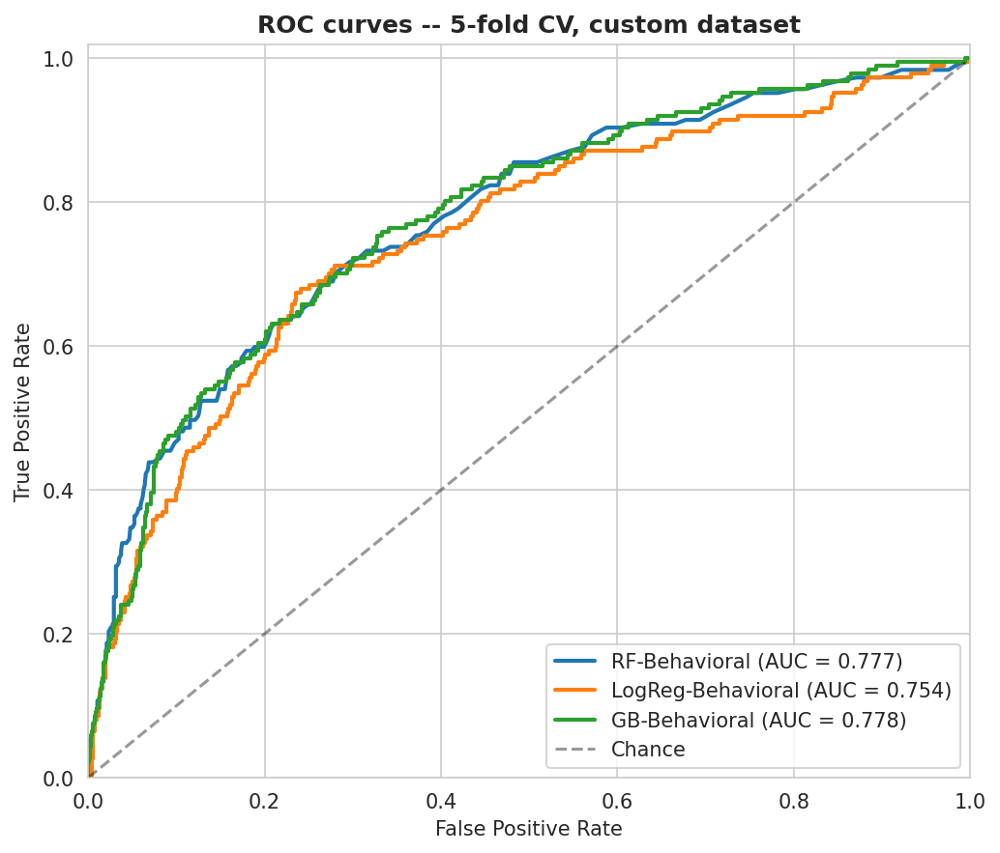 ROC curves -- 5-fold CV, custom dataset
1.0
0.8
0.6
0.4
0.2
0.0
True Positive Rate
RF-Behavioral (AUC = 0.777)
LogReg-Behavioral (AUC = 0.754)
GB-Behavioral (AUC = 0.778)
Chance
0.0 0.2 0.4 0.6 0.8 1.0
False Positive Rate